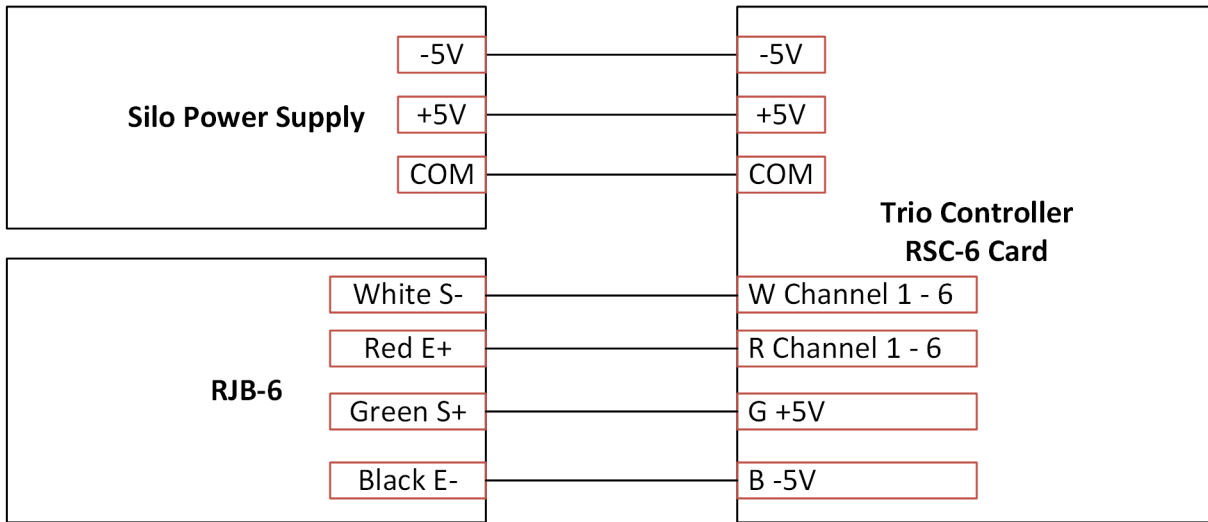 Silo Power Supply
-5V
+5V
COM
-5V
+5V
COM
Trio Controller
RSC-6 Card
RJB-6
White S-
Red E+
Green S+
Black E-
W Channel 1 - 6
R Channel 1 - 6
G +5V
B -5V